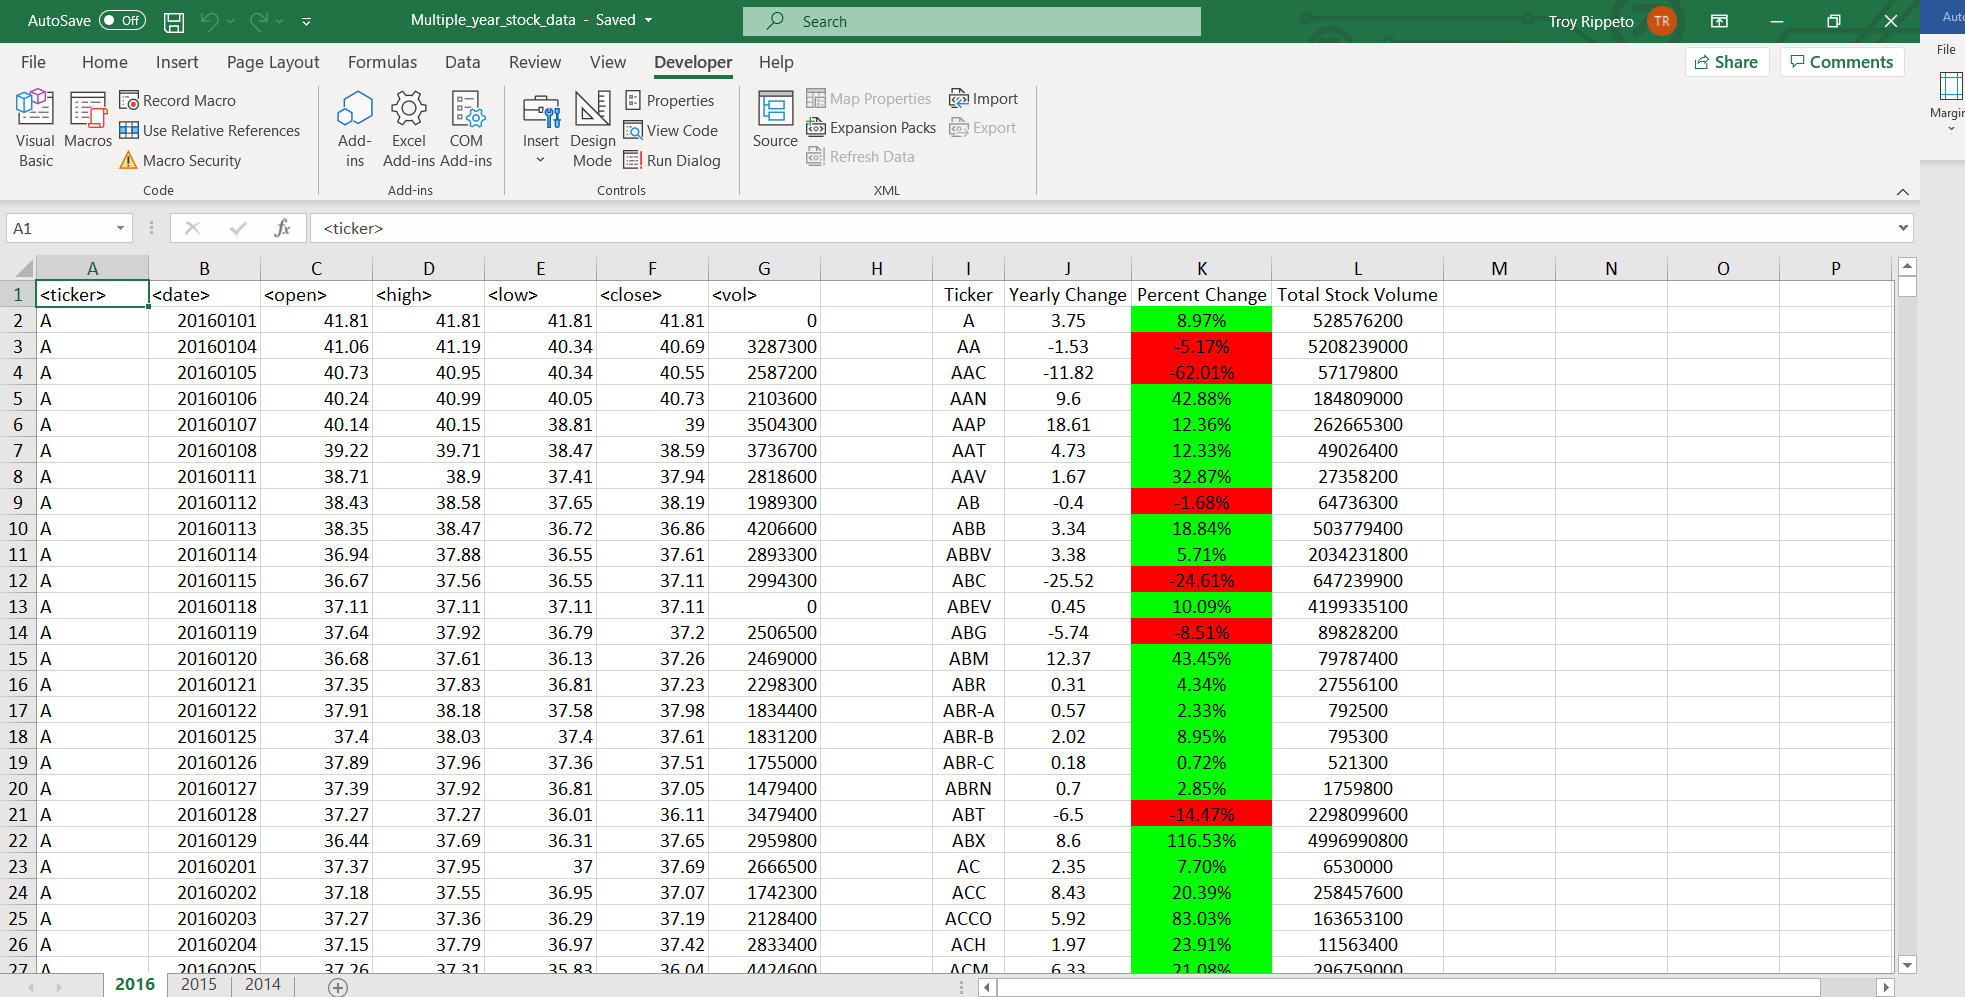 AutoSave Off Multiple_year_stock_data - Saved Search Troy Rippeto TR
File Home Insert Page Layout Formulas Data Review View Developer Help Share Comments File
Visual Basic
Macros
Record Macro
Use Relative References
Macro Security
Code
Add-ins
Excel Add-ins
COM Add-ins
Add-ins
Insert
Design Mode
Properties
View Code
Run Dialog
Controls
Source
Map Properties
Expansion Packs
Refresh Data
Import
Export
XML
A1 fx <ticker>
A B C D E F G H I J K L M N O P
1 <ticker> <date> <open> <high> <low> <close> <vol> Ticker Yearly Change Percent Change Total Stock Volume
2 A 20160101 41.81 41.81 41.81 41.81 0 A 3.75 8.97% 528576200
3 A 20160104 41.06 41.19 40.34 40.69 3287300 AA -1.53 -5.17% 5208239000
4 A 20160105 40.73 40.95 40.34 40.55 2587200 AAC -11.82 -62.01% 57179800
5 A 20160106 40.24 40.99 40.05 40.73 2103600 AAN 9.6 42.88% 184809000
6 A 20160107 40.14 40.15 38.81 39 3504300 AAP 18.61 12.36% 262665300
7 A 20160108 39.22 39.71 38.47 38.59 3736700 AAT 4.73 12.33% 49026400
8 A 20160111 38.71 38.9 37.41 37.94 2818600 AAV 1.67 32.87% 27358200
9 A 20160112 38.43 38.58 37.65 38.19 1989300 AB -0.4 -1.68% 64736300
10 A 20160113 38.35 38.47 36.72 36.86 4206600 ABB 3.34 18.84% 503779400
11 A 20160114 36.94 37.88 36.55 37.61 2893300 ABBV 3.38 5.71% 2034231800
12 A 20160115 36.67 37.56 36.55 37.11 2994300 ABC -25.52 -24.61% 647239900
13 A 20160118 37.11 37.11 37.11 37.11 0 ABEV 0.45 10.09% 4199335100
14 A 20160119 37.64 37.92 36.79 37.2 2506500 ABG -5.74 -8.51% 89828200
15 A 20160120 36.68 37.61 36.13 37.26 2469000 ABM 12.37 43.45% 79787400
16 A 20160121 37.35 37.83 36.81 37.23 2298300 ABR 0.31 4.34% 27556100
17 A 20160122 37.91 38.18 37.58 37.98 1834400 ABR-A 0.57 2.33% 792500
18 A 20160125 37.4 38.03 37.4 37.61 1831200 ABR-B 2.02 8.95% 795300
19 A 20160126 37.89 37.96 37.36 37.51 1755000 ABR-C 0.18 0.72% 521300
20 A 20160127 37.39 37.92 36.81 37.05 1479400 ABRN 0.7 2.85% 1759800
21 A 20160128 37.27 37.27 36.01 36.11 3479400 ABT -6.5 -14.47% 2298099600
22 A 20160129 36.44 37.69 36.31 37.65 2959800 ABX 8.6 116.53% 4996990800
23 A 20160201 37.37 37.95 37 37.69 2666500 AC 2.35 7.70% 6530000
24 A 20160202 37.18 37.55 36.95 37.07 1742300 ACC 8.43 20.39% 258457600
25 A 20160203 37.27 37.36 36.29 37.19 2128400 ACCO 5.92 83.03% 163653100
26 A 20160204 37.15 37.79 36.97 37.42 2833400 ACH 1.97 23.91% 11563400
27 A 20160205 37.26 37.31 35.83 36.04 4424600 ACM 6.33 21.08% 296759000
2016 2015 2014